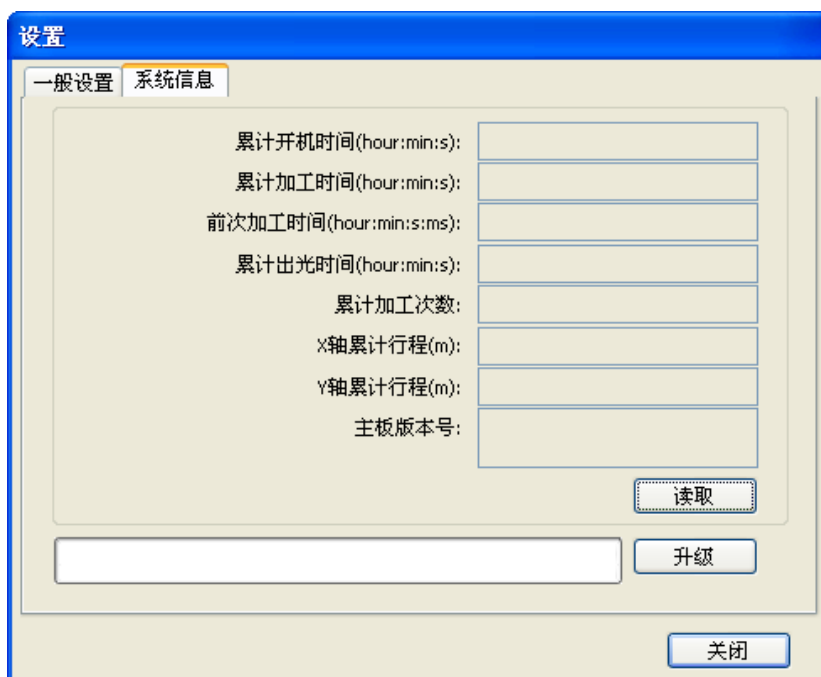 设置
一般设置 系统信息
累计开机时间(hour:min:s):
累计加工时间(hour:min:s):
前次加工时间(hour:min:s:ms):
累计出光时间(hour:min:s):
累计加工次数:
X轴累计行程(m):
Y轴累计行程(m):
主板版本号:
读取
升级
关闭